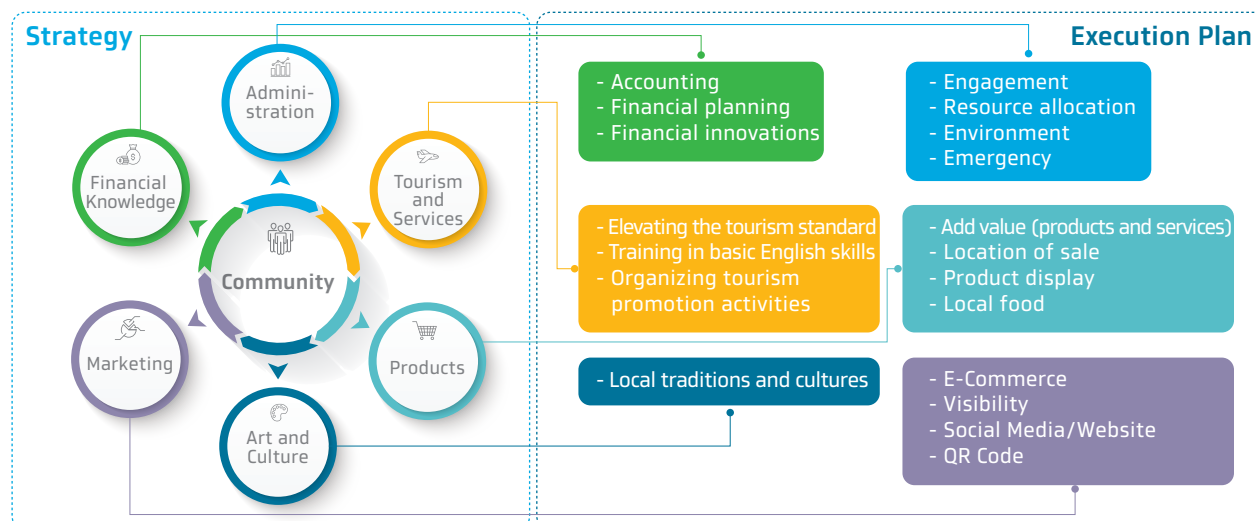 Strategy
Admini-
stration
Financial
Knowledge
Tourism
and
Services
Community
Marketing
Products
Art and
Culture
Execution Plan
- Accounting
- Financial planning
- Financial innovations
- Engagement
- Resource allocation
- Environment
- Emergency
- Elevating the tourism standard
- Training in basic English skills
- Organizing tourism
promotion activities
- Add value (products and services)
- Location of sale
- Product display
- Local food
- Local traditions and cultures
- E-Commerce
- Visibility
- Social Media/Website
- QR Code